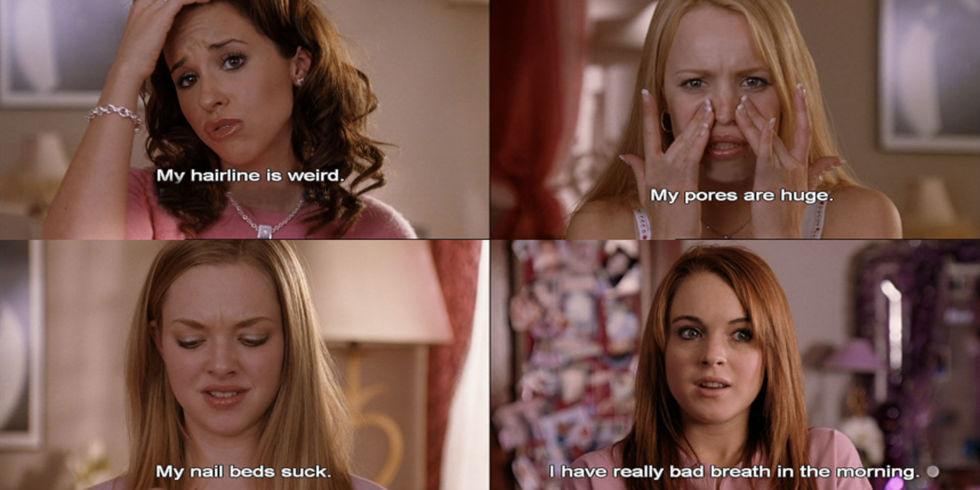 My hairline is weird.
My pores are huge.
My nail beds suck.
I have really bad breath in the morning.